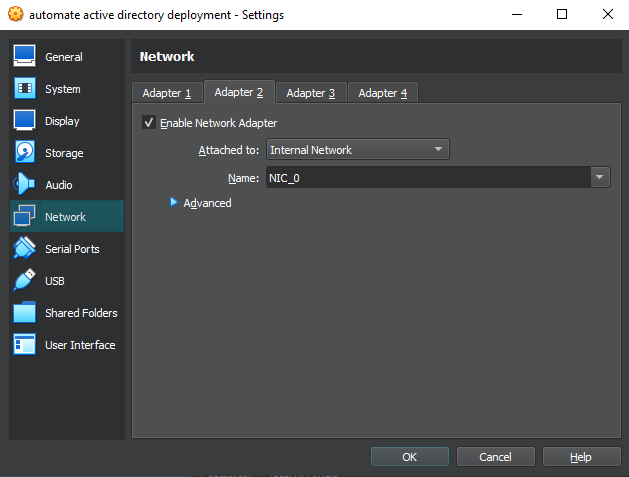 automate active directory deployment - Settings
General
System
Display
Storage
Audio
Network
Serial Ports
USB
Shared Folders
User Interface
Network
Adapter 1
Adapter 2
Adapter 3
Adapter 4
Enable Network Adapter
Attached to: Internal Network
Name: NIC_0
Advanced
OK
Cancel
Help